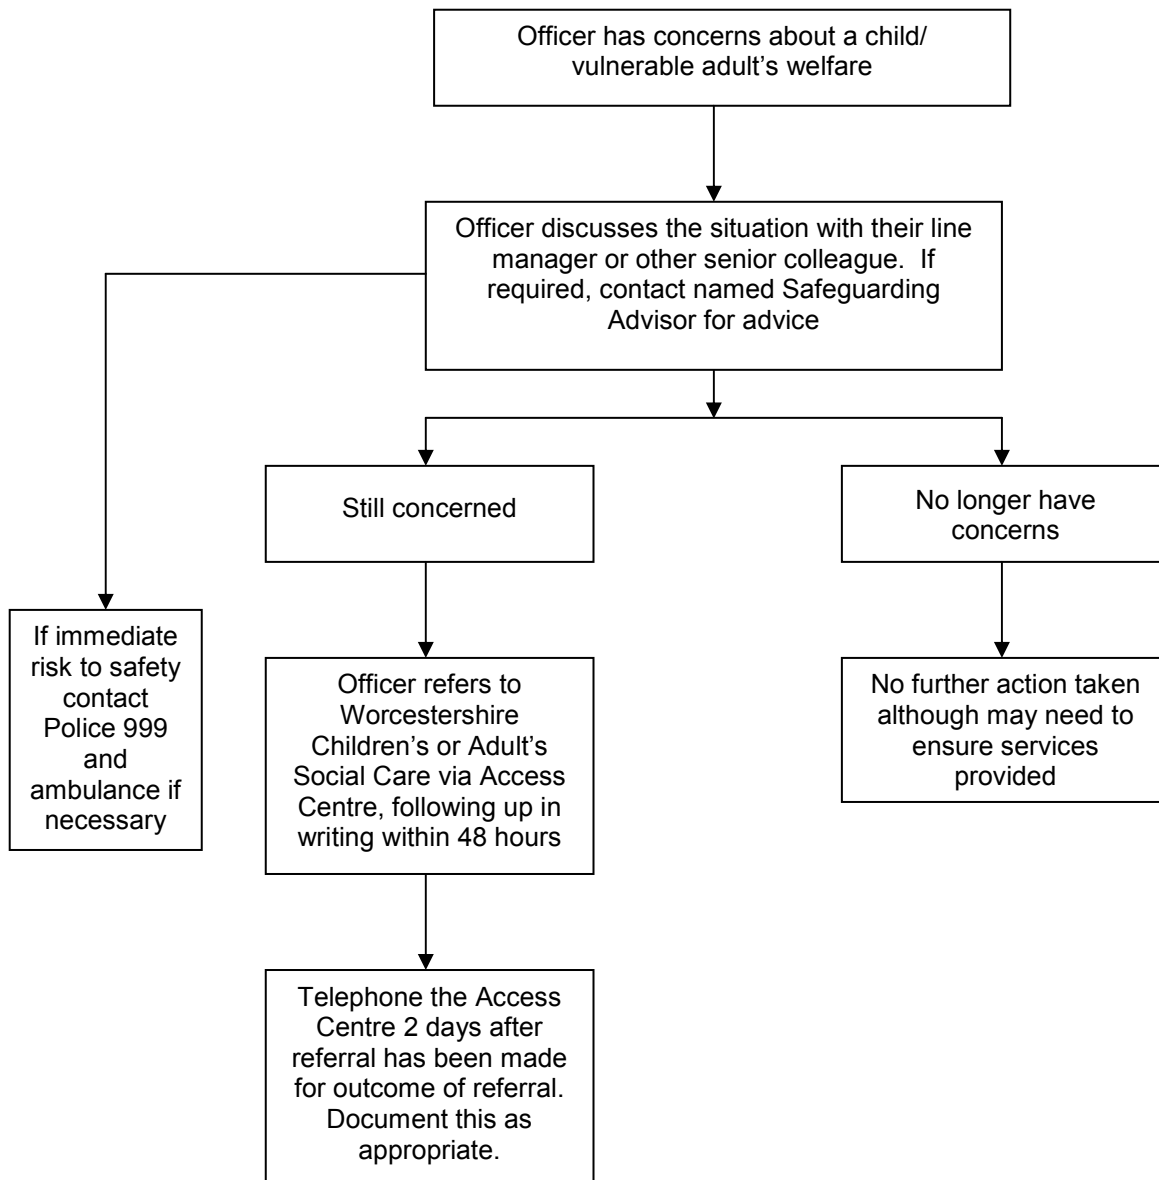 Officer has concerns about a child/
vulnerable adult’s welfare
Officer discusses the situation with their line
manager or other senior colleague.  If
required, contact named Safeguarding
Advisor for advice
Still concerned
No longer have
concerns
If immediate
risk to safety
contact
Police 999
and
ambulance if
necessary
Officer refers to
Worcestershire
Children’s or Adult’s
Social Care via Access
Centre, following up in
writing within 48 hours
No further action taken
although may need to
ensure services
provided
Telephone the Access
Centre 2 days after
referral has been made
for outcome of referral.
Document this as
appropriate.